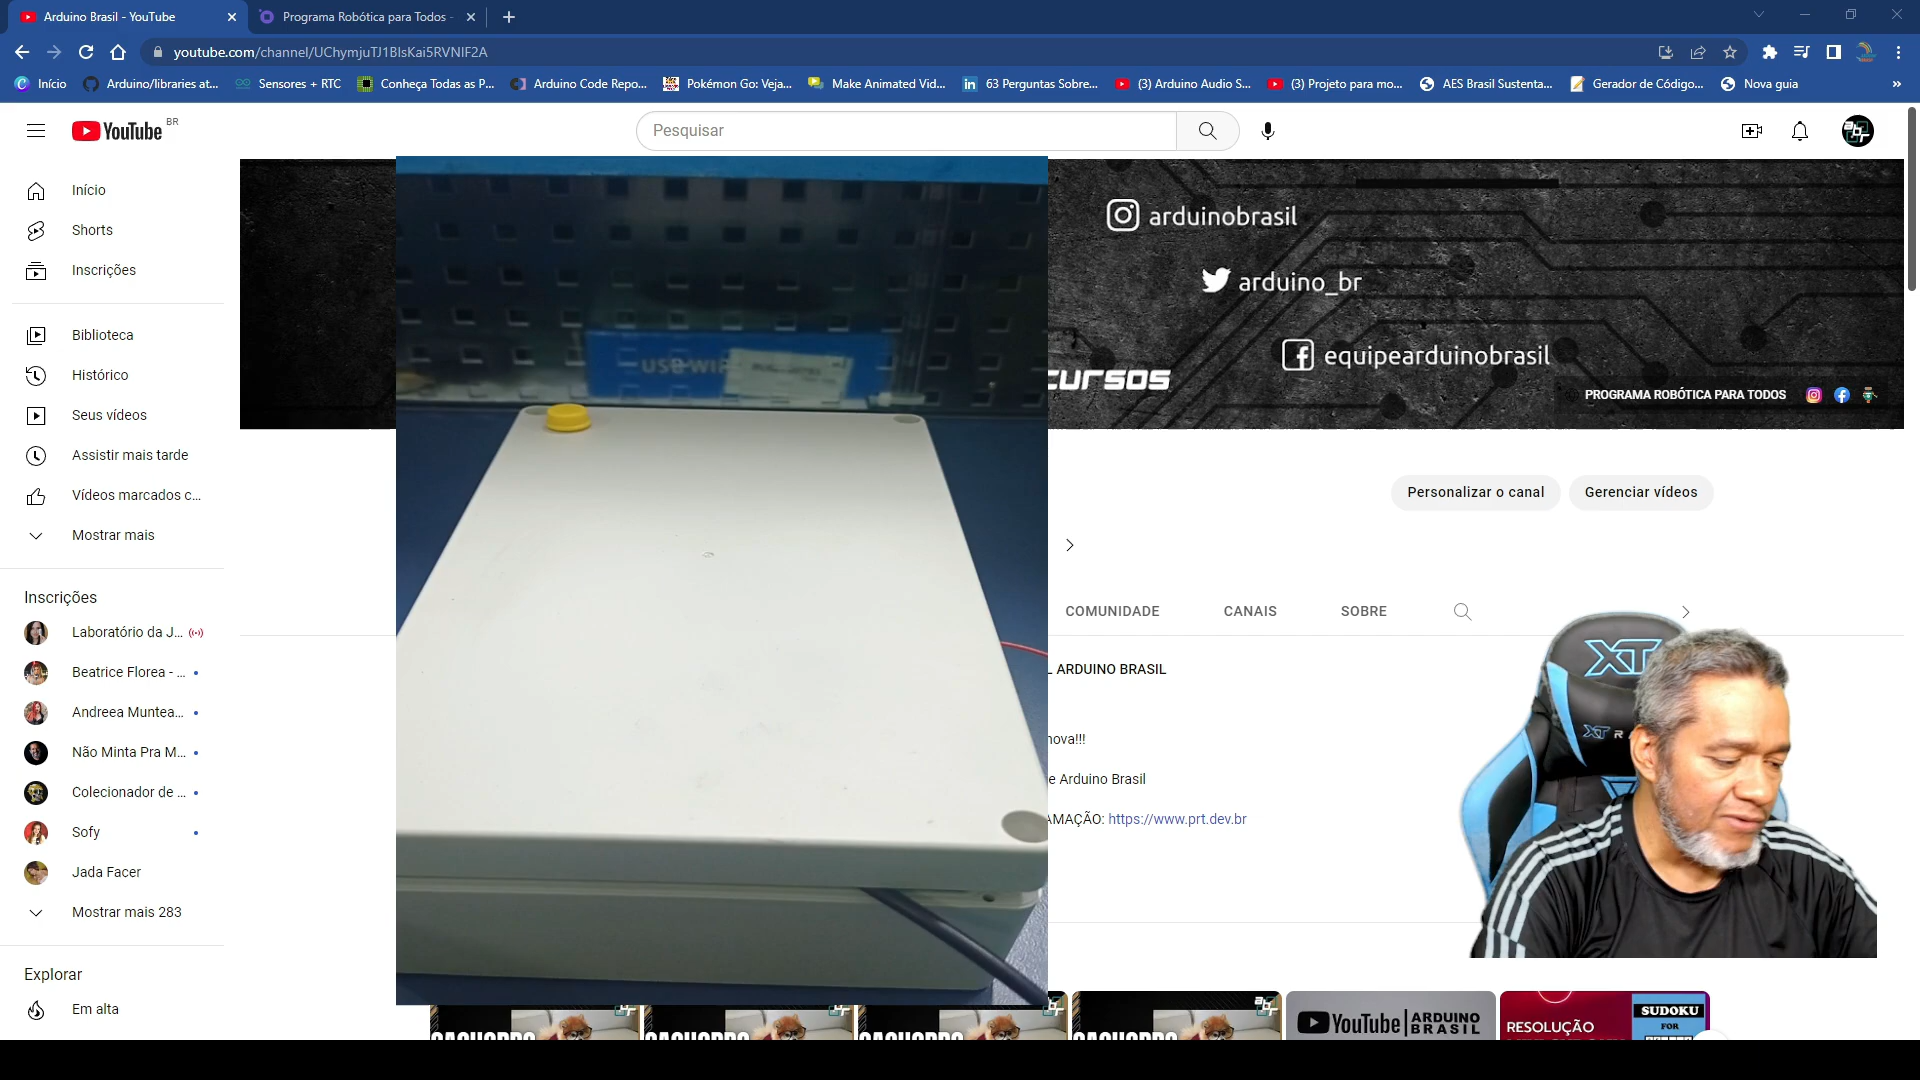 Arduino Brasil - YouTube
Programa Robótica para Todos -
youtube.com/channel/UChymjuTJ1BIsKai5RVNIF2A
Início
Arduino/libraries at...
Sensores + RTC
Conheça Todas as P...
Arduino Code Repo...
Pokémon Go: Veja...
Make Animated Vid...
63 Perguntas Sobre...
(3) Arduino Audio S...
(3) Projeto para mo...
AES Brasil Sustenta...
Gerador de Código...
Nova guia
YouTube BR
Pesquisar
Início
Shorts
Inscrições
Biblioteca
Histórico
Seus vídeos
Assistir mais tarde
Vídeos marcados c...
Mostrar mais
Inscrições
Laboratório da J...
Beatrice Florea - ...
Andreea Muntea...
Não Minta Pra M...
Colecionador de ...
Sofy
Jada Facer
Mostrar mais 283
Explorar
Em alta
arduinobrasil
arduino_br
equipearduinobrasil
cursos
PROGRAMA ROBÓTICA PARA TODOS
Personalizar o canal
Gerenciar vídeos
COMUNIDADE
CANAIS
SOBRE
L ARDUINO BRASIL
nova!!!
e Arduino Brasil
AMAÇÃO: https://www.prt.dev.br
XT
XT R
YouTube ARDUINO BRASIL
RESOLUÇÃO
SUDOKU
FOR